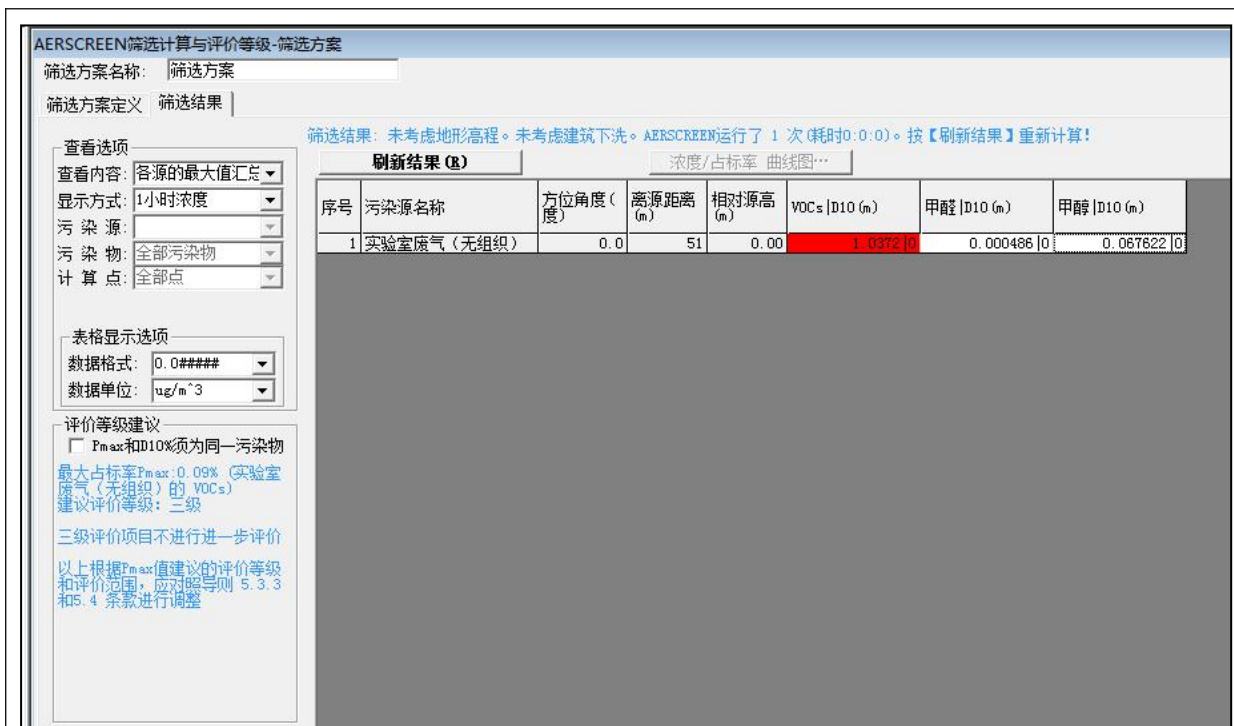 AERSCREEN筛选计算与评价等级-筛选方案
筛选方案名称: 筛选方案
筛选方案定义 筛选结果
筛选结果: 未考虑地形高程。未考虑建筑下洗。AERSCREEN运行了 1 次(耗时0:0:0)。按【刷新结果】重新计算!
查看选项
查看内容: 各源的最大值汇总
显示方式: 1小时浓度
污 染 源:
污 染 物: 全部污染物
计 算 点: 全部点
刷新结果(R) 浓度/占标率 曲线图…
序号 污染源名称 方位角度(度) 离源距离(m) 相对源高(m) VOCs|D10(m) 甲醛|D10(m) 甲醇|D10(m)
1 实验室废气（无组织） 0.0 51 0.00 1.0372|0 0.000486|0 0.067622|0
表格显示选项
数据格式: 0.0#####
数据单位: ug/m^3
评价等级建议
Pmax和D10%须为同一污染物
最大占标率Pmax:0.09% (实验室
废气（无组织）的 VOCs)
建议评价等级: 三级
三级评价项目不进行进一步评价
以上根据Pmax值建议的评价等级
和评价范围, 应对照导则 5.3.3
和5.4 条款进行调整